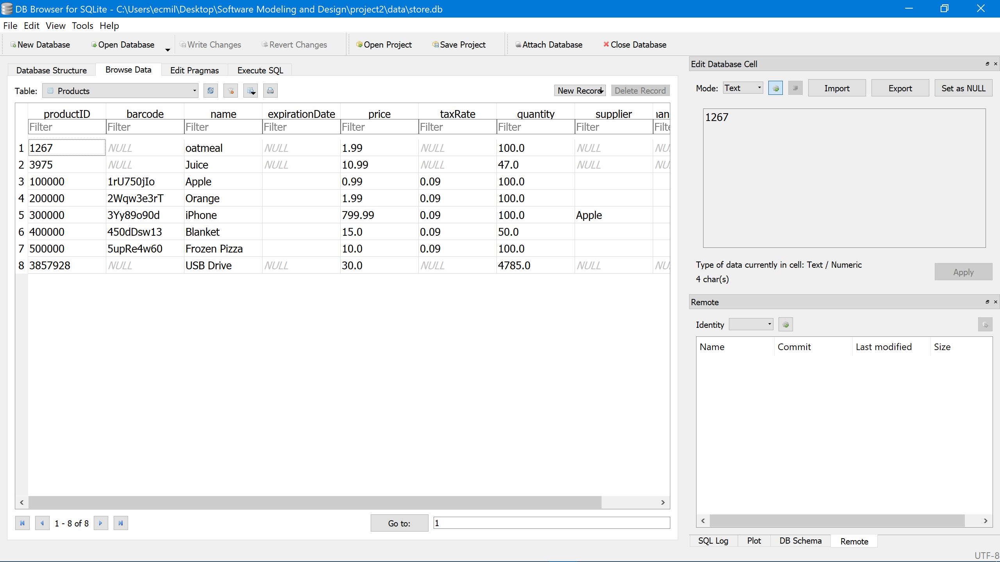 DB Browser for SQLite - C:\Users\ecmil\Desktop\Software Modeling and Design\project2\data\store.db
File Edit View Tools Help
New Database Open Database Write Changes Revert Changes Open Project Save Project Attach Database Close Database
Database Structure Browse Data Edit Pragmas Execute SQL
Table: Products New Record Delete Record
productID barcode name expirationDate price taxRate quantity supplier
Filter Filter Filter Filter Filter Filter Filter Filter
1 1267 NULL oatmeal NULL 1.99 NULL 100.0 NULL
2 3975 NULL Juice NULL 10.99 NULL 47.0 NULL
3 100000 1rU750jIo Apple 0.99 0.09 100.0
4 200000 2Wqw3e3rT Orange 1.99 0.09 100.0
5 300000 3Yy89o90d iPhone 799.99 0.09 100.0 Apple
6 400000 450dDsw13 Blanket 15.0 0.09 50.0
7 500000 5upRe4w60 Frozen Pizza 10.0 0.09 100.0
8 3857928 NULL USB Drive NULL 30.0 NULL 4785.0 NULL
1 - 8 of 8 Go to: 1
Edit Database Cell
Mode: Text Import Export Set as NULL
1267
Type of data currently in cell: Text / Numeric
4 char(s)
Apply
Remote
Identity
Name Commit Last modified Size
SQL Log Plot DB Schema Remote
UTF-8